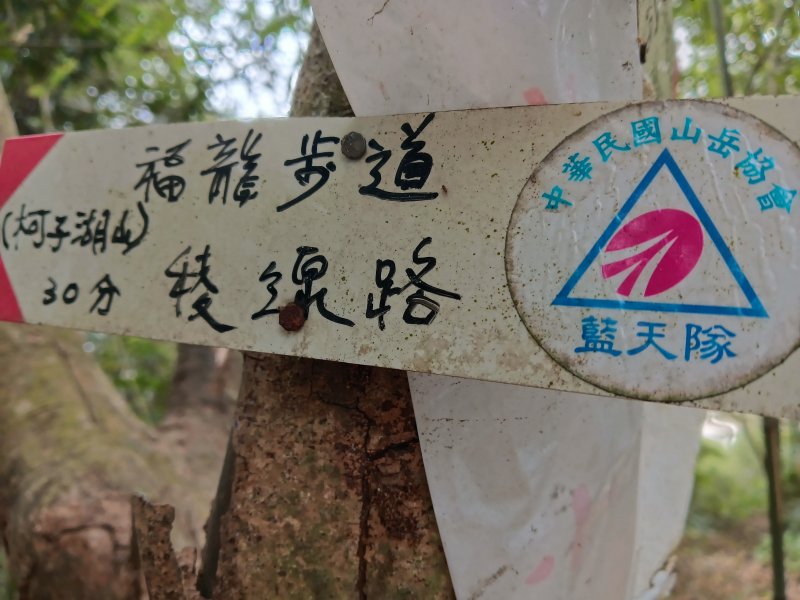 福龍步道
(柯子湖山)
30分
稜線路
中華民國山岳協會
藍天隊